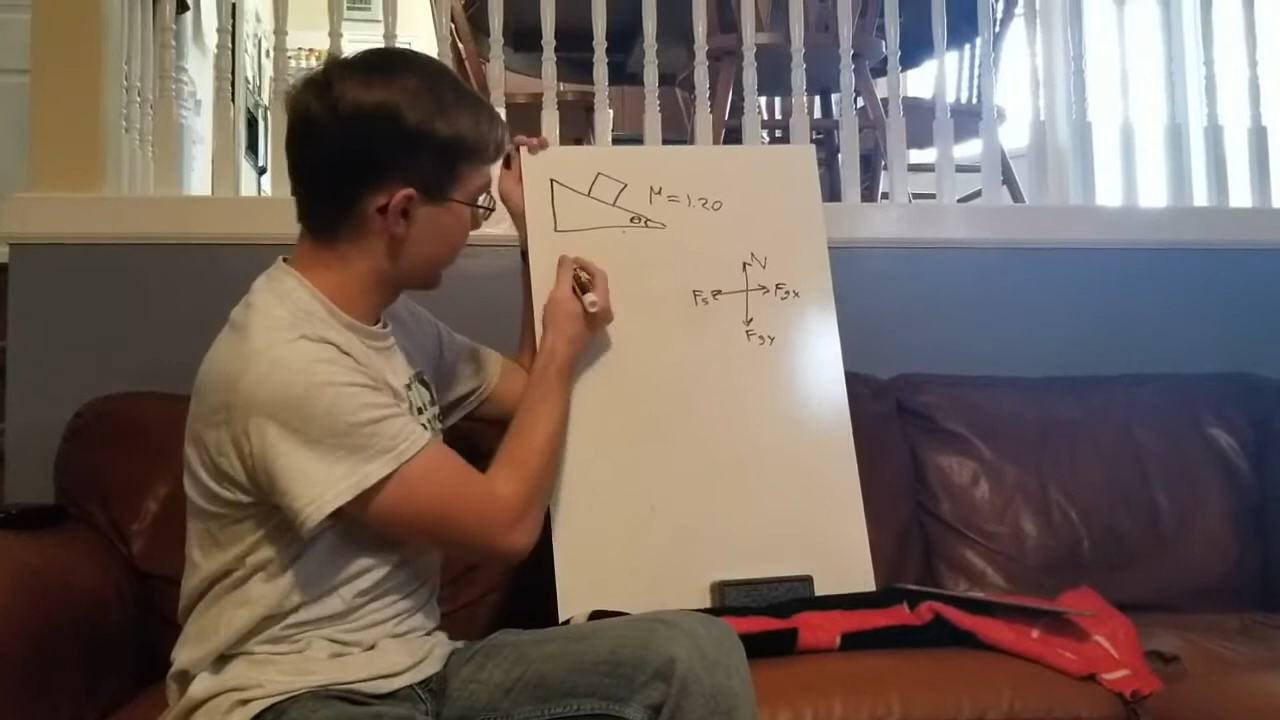 θ
μ = 1.20
N
Fs
Fgx
Fgy